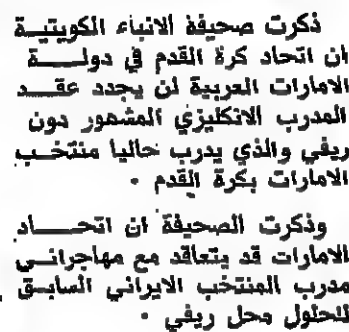 ذكرت صحيفة الانباء الكويتية
ان اتحاد كرة القدم في دولة
الامارات العربية لن يجدد عقد
المدرب الانكليزي المشهور دون
ريفي والذي يدرب حاليا منتخب
الامارات بكرة القدم .
وذكرت الصحيفة ان اتحاد
الامارات قد يتعاقد مع مهاجراني
مدرب المنتخب الايراني السابق
للحلول محل ريفي .